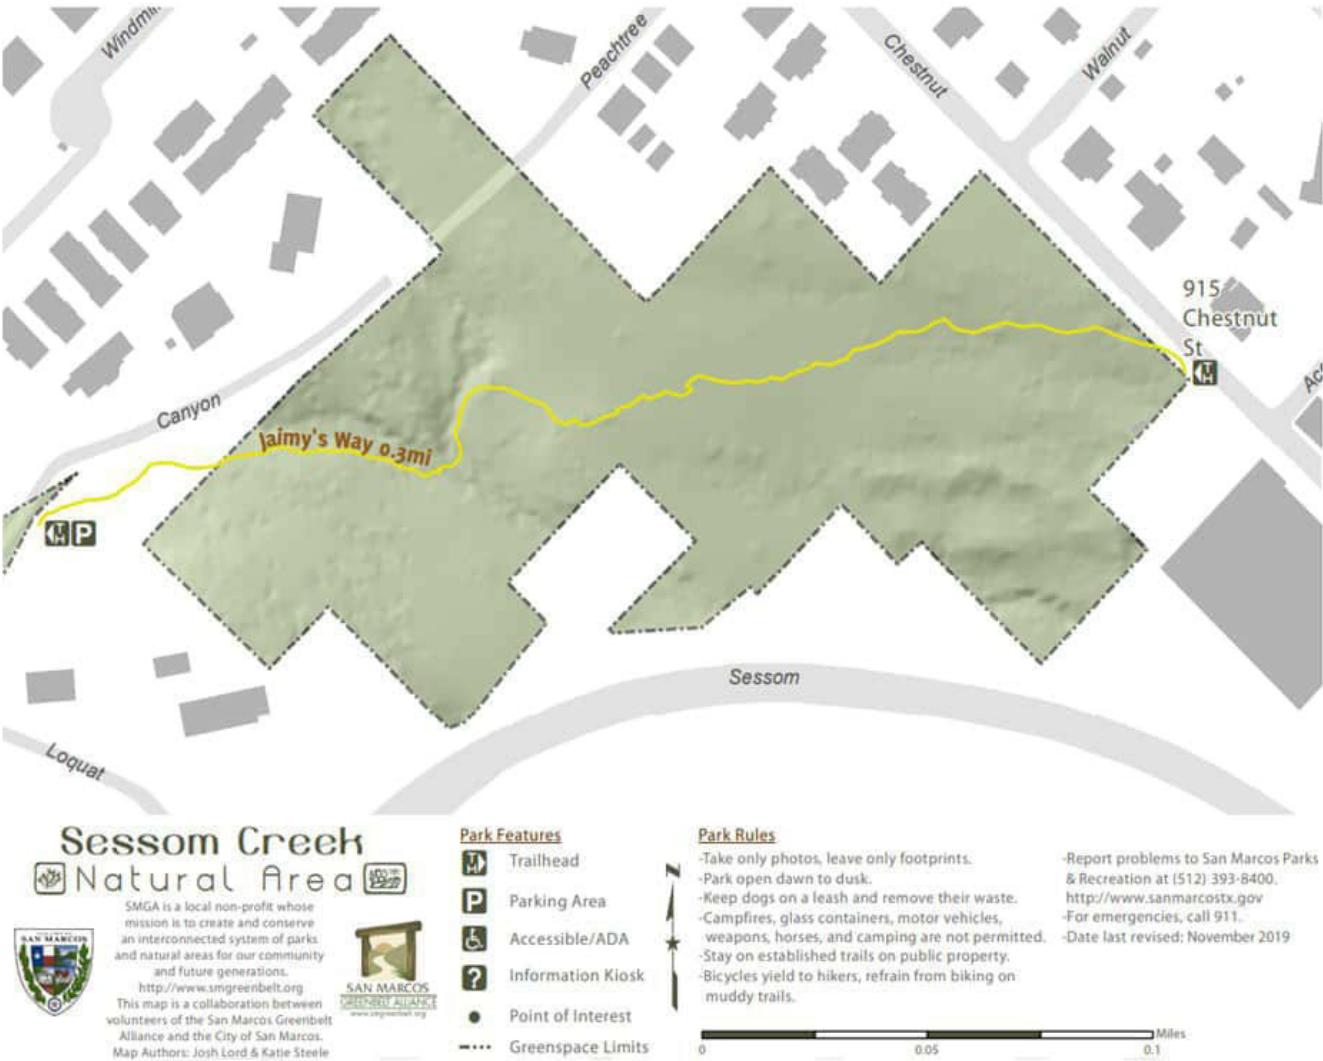 Windmi
Peachtree
Chestnut
Walnut
915
Chestnut
St
Canyon
Jaimy's Way 0.3mi
P
Sessom
Loquat
Sessom Creek
Natural Area
SMGA is a local non-profit whose
mission is to create and conserve
an interconnected system of parks
and natural areas for our community
and future generations.
http://www.smgreenbelt.org
This map is a collaboration between
volunteers of the San Marcos Greenbelt
Alliance and the City of San Marcos.
Map Authors: Josh Lord & Katie Steele
SAN MARCOS
SAN MARCOS
GREENBELT ALLIANCE
www.smgreenbelt.org
Park Features
TH Trailhead
P Parking Area
Accessible/ADA
? Information Kiosk
Point of Interest
Greenspace Limits
N
Park Rules
-Take only photos, leave only footprints.
-Park open dawn to dusk.
-Keep dogs on a leash and remove their waste.
-Campfires, glass containers, motor vehicles,
weapons, horses, and camping are not permitted.
-Stay on established trails on public property.
-Bicycles yield to hikers, refrain from biking on
muddy trails.
-Report problems to San Marcos Parks
& Recreation at (512) 393-8400.
http://www.sanmarcostx.gov
-For emergencies, call 911.
-Date last revised: November 2019
Miles
0 0.05 0.1